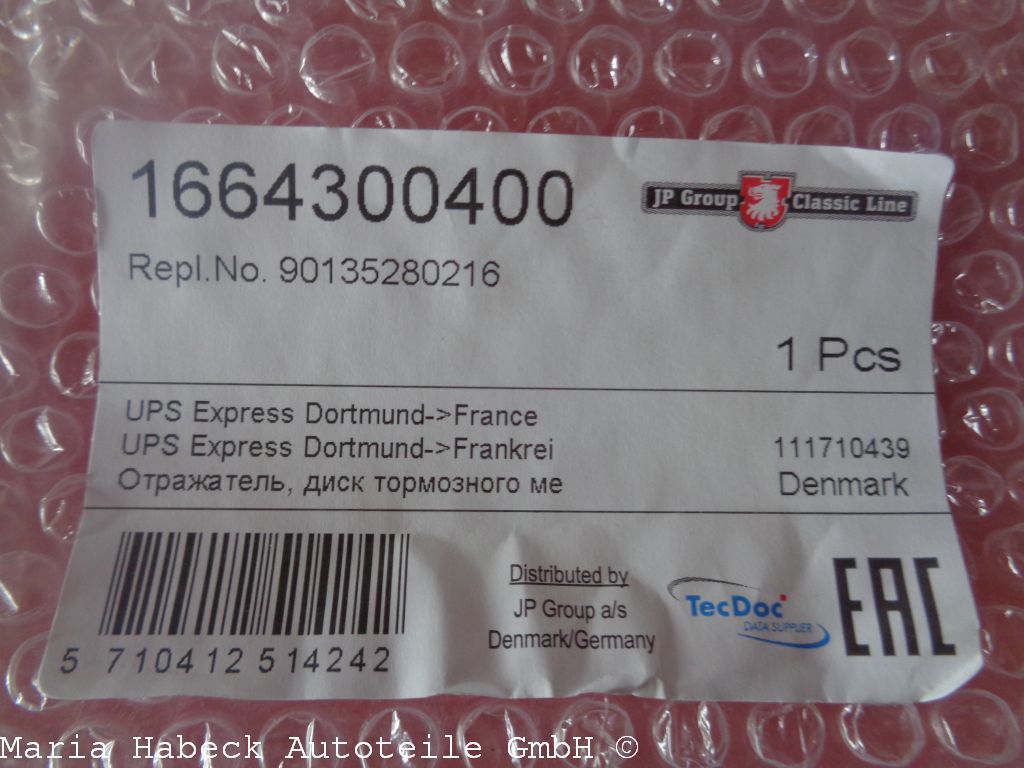 1664300400
JP Group Classic Line
Repl.No. 90135280216
1 Pcs
UPS Express Dortmund->France
UPS Express Dortmund->Frankrei
111710439
Отражатель, диск тормозного ме
Denmark
5 710412 514242
Distributed by
JP Group a/s
Denmark/Germany
TecDoc
DATA SUPPLIER
EAC
Maria Habeck Autoteile GmbH ©